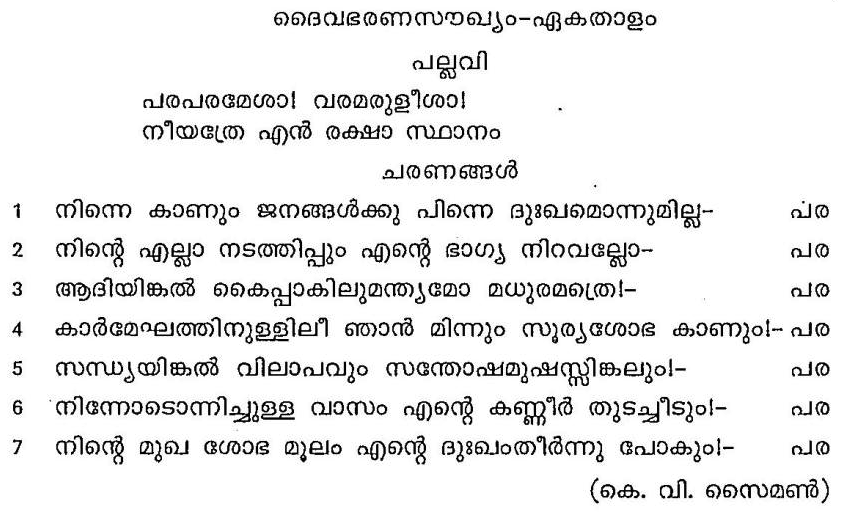 ദൈവഭരണസൗഖ്യം-ഏകതാളം
പല്ലവി
പരപരമേശാ! വരമരുളീശാ!
നീയത്രേ എൻ രക്ഷാ സ്ഥാനം
ചരണങ്ങൾ
1 നിന്നെ കാണും ജനങ്ങൾക്കു പിന്നെ ദുഃഖമൊന്നുമില്ല- പര
2 നിന്റെ എല്ലാ നടത്തിപ്പും എന്റെ ഭാഗ്യ നിറവല്ലോ- പര
3 ആദിയിങ്കൽ കൈപ്പാകിലുമന്ത്യമോ മധുരമത്രെ!- പര
4 കാർമേഘത്തിനുള്ളിലീ ഞാൻ മിന്നും സൂര്യശോഭ കാണും!- പര
5 സന്ധ്യയിങ്കൽ വിലാപവും സന്തോഷമുഷസ്സിങ്കലും!- പര
6 നിന്നോടൊന്നിച്ചുള്ള വാസം എന്റെ കണ്ണീർ തുടച്ചീടും!- പര
7 നിന്റെ മുഖ ശോഭ മൂലം എന്റെ ദുഃഖംതീർന്നു പോകും!- പര
(കെ. വി. സൈമൺ)